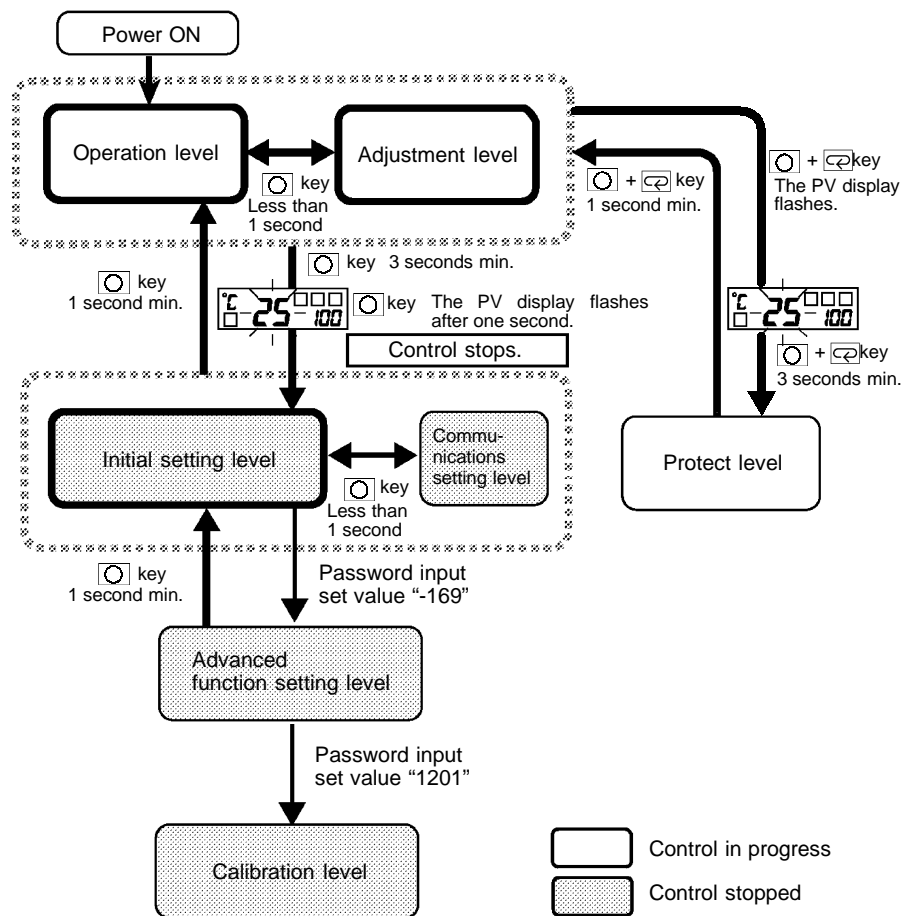 Power ON
Operation level
Adjustment level
key
Less than
1 second
+ key
1 second min.
+ key
The PV display
flashes.
key
1 second min.
key 3 seconds min.
°C 25 100
key The PV display flashes
after one second.
Control stops.
°C 25 100
+ key
3 seconds min.
Initial setting level
Commu-
nications
setting level
key
Less than
1 second
Protect level
key
1 second min.
Password input
set value “-169”
Advanced
function setting level
Password input
set value “1201”
Calibration level
Control in progress
Control stopped